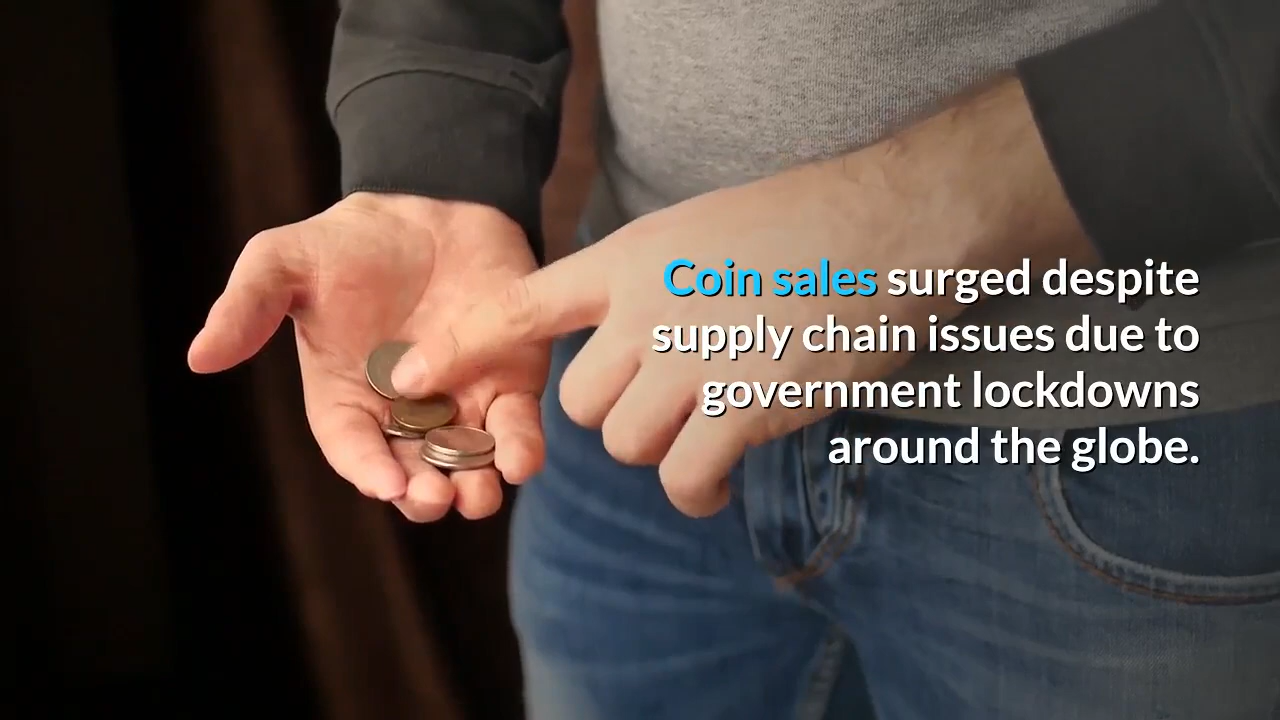 Coin sales surged despite
supply chain issues due to
government lockdowns
around the globe.